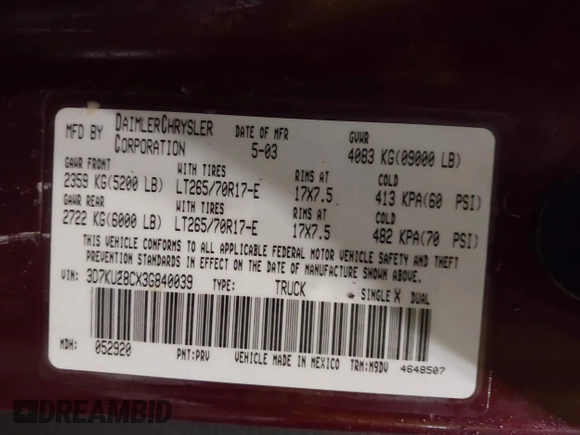 MFD BY DAIMLERCHRYSLER CORPORATION DATE OF MFR 5-03 GVWR 4083 KG(09000 LB)
GAWR FRONT WITH TIRES RIMS AT COLD
2359 KG(5200 LB) LT265/70R17-E 17X7.5 413 KPA(60 PSI)
GAWR REAR WITH TIRES RIMS AT COLD
2722 KG(6000 LB) LT265/70R17-E 17X7.5 482 KPA(70 PSI)
THIS VEHICLE CONFORMS TO ALL APPLICABLE FEDERAL MOTOR VEHICLE SAFETY AND THEFT
PREVENTION STANDARDS IN EFFECT ON THE DATE OF MANUFACTURE SHOWN ABOVE
VIN: 3D7KU28CX3G840039 TYPE: TRUCK SINGLE X DUAL
MDH: 052920 PNT:PRV VEHICLE MADE IN MEXICO TRM:M9DV 4648507
DREAMBID